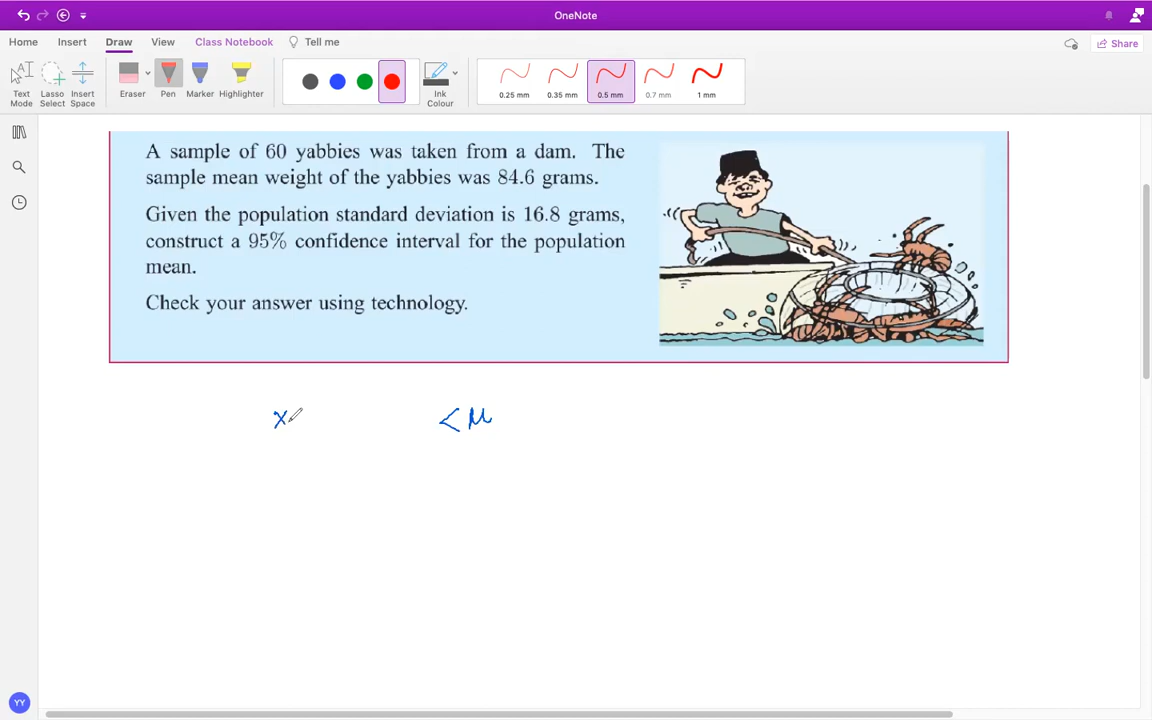 OneNote
Home Insert Draw View Class Notebook Tell me Share
Text Mode
Lasso Select
Insert Space
Eraser
Pen
Marker
Highlighter
Ink Colour
0.25 mm
0.35 mm
0.5 mm
0.7 mm
1 mm
A sample of 60 yabbies was taken from a dam. The
sample mean weight of the yabbies was 84.6 grams.
Given the population standard deviation is 16.8 grams,
construct a 95% confidence interval for the population
mean.
Check your answer using technology.
x < μ
YY